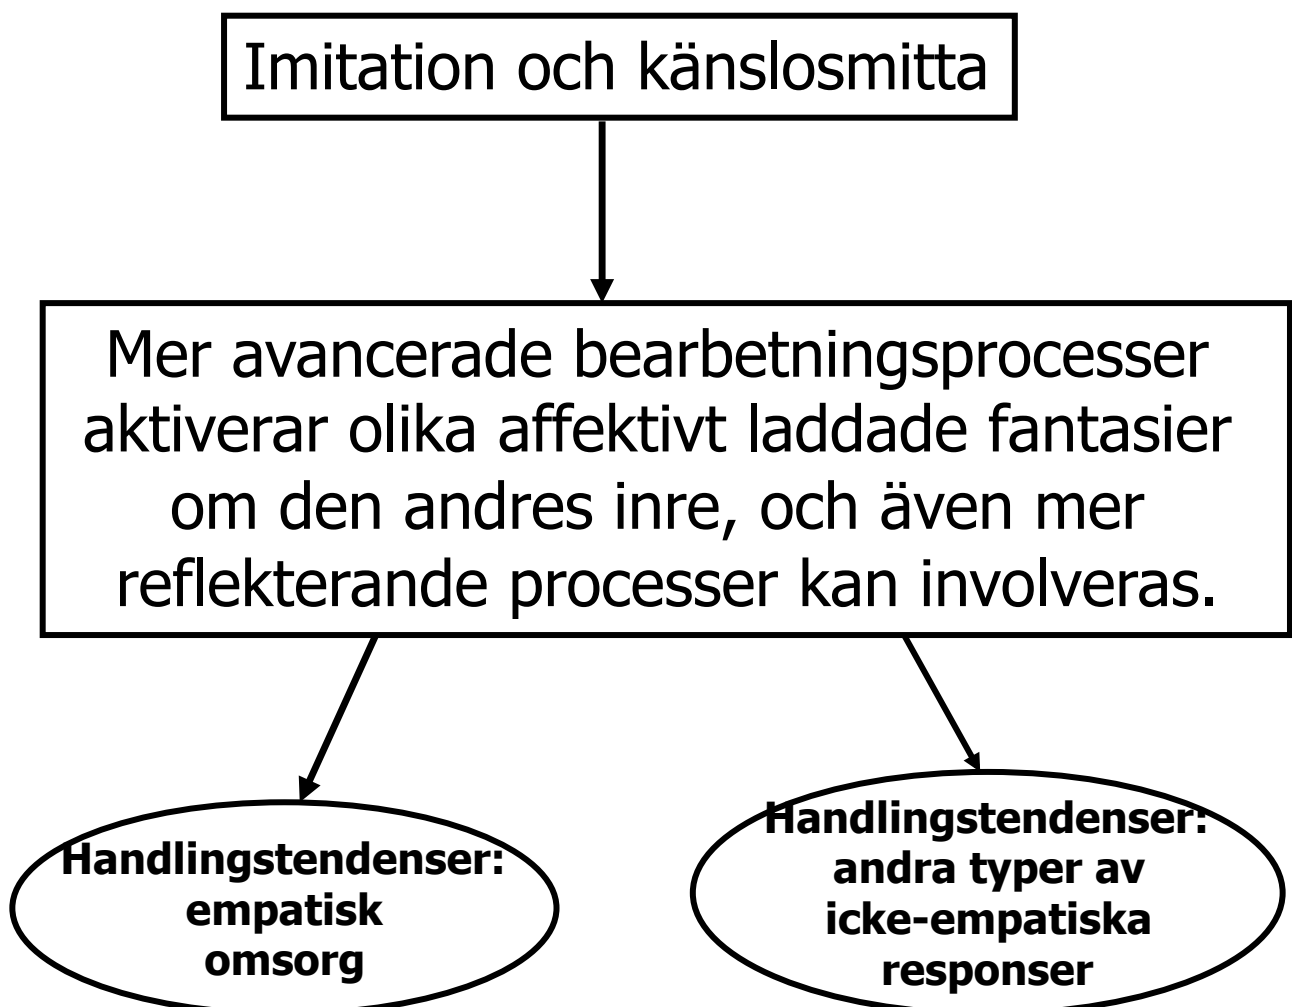 Imitation och känslosmitta
Mer avancerade bearbetningsprocesser
aktiverar olika affektivt laddade fantasier
om den andres inre, och även mer
reflekterande processer kan involveras.
Handlingstendenser:
empatisk
omsorg
Handlingstendenser:
andra typer av
icke-empatiska
responser